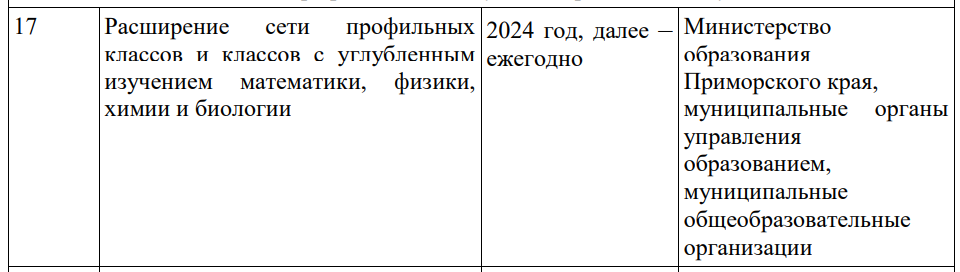 17
Расширение сети профильных
классов и классов с углубленным
изучением математики, физики,
химии и биологии
2024 год, далее –
ежегодно
Министерство
образования
Приморского края,
муниципальные органы
управления
образованием,
муниципальные
общеобразовательные
организации